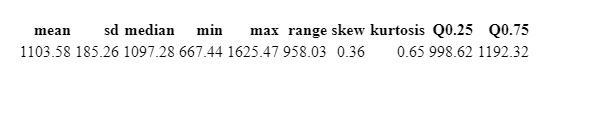 mean sd median min max range skew kurtosis Q0.25 Q0.75
1103.58 185.26 1097.28 667.44 1625.47 958.03 0.36 0.65 998.62 1192.32